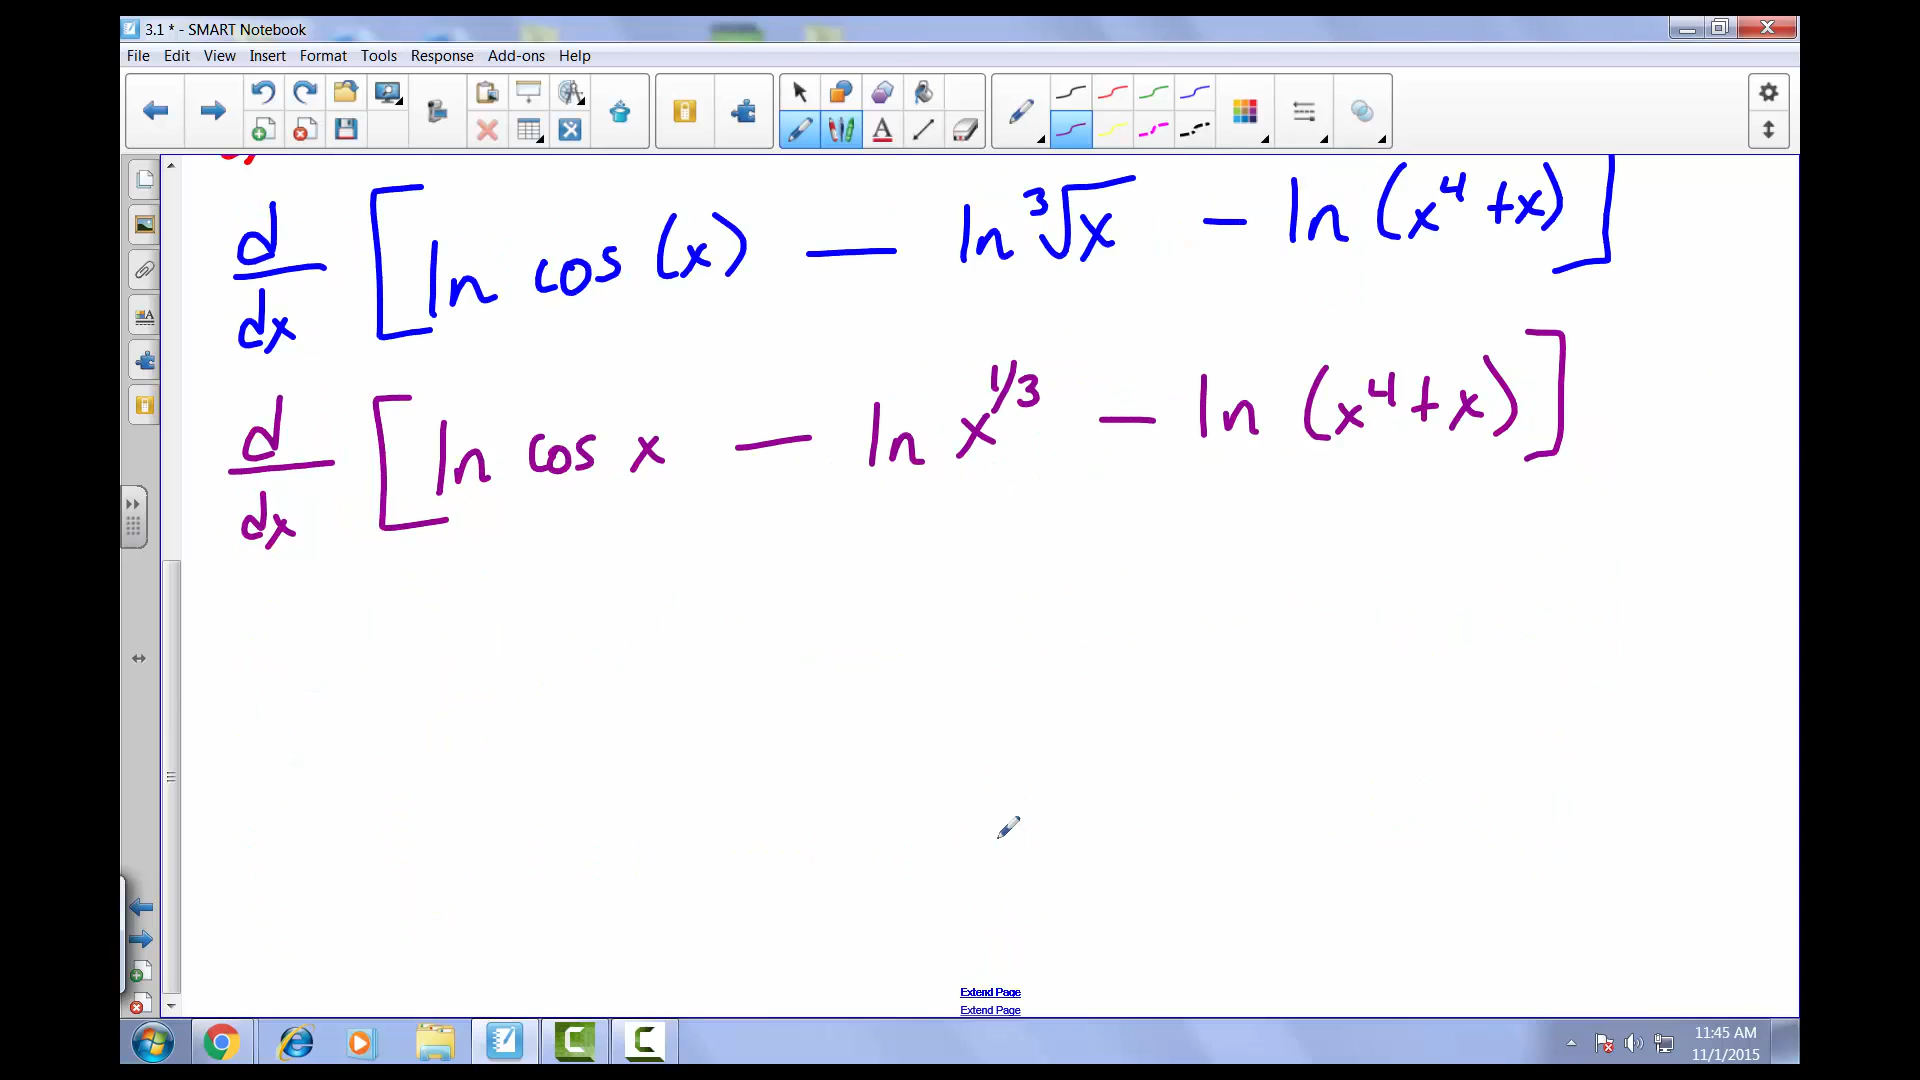 3.1 * - SMART Notebook
File Edit View Insert Format Tools Response Add-ons Help
d/dx [ln cos (x) — ln ∛x - ln (x⁴ + x)]
d/dx [ln cos x — ln x^1/3 - ln (x⁴ + x)]
Extend Page
Extend Page
11:45 AM
11/1/2015